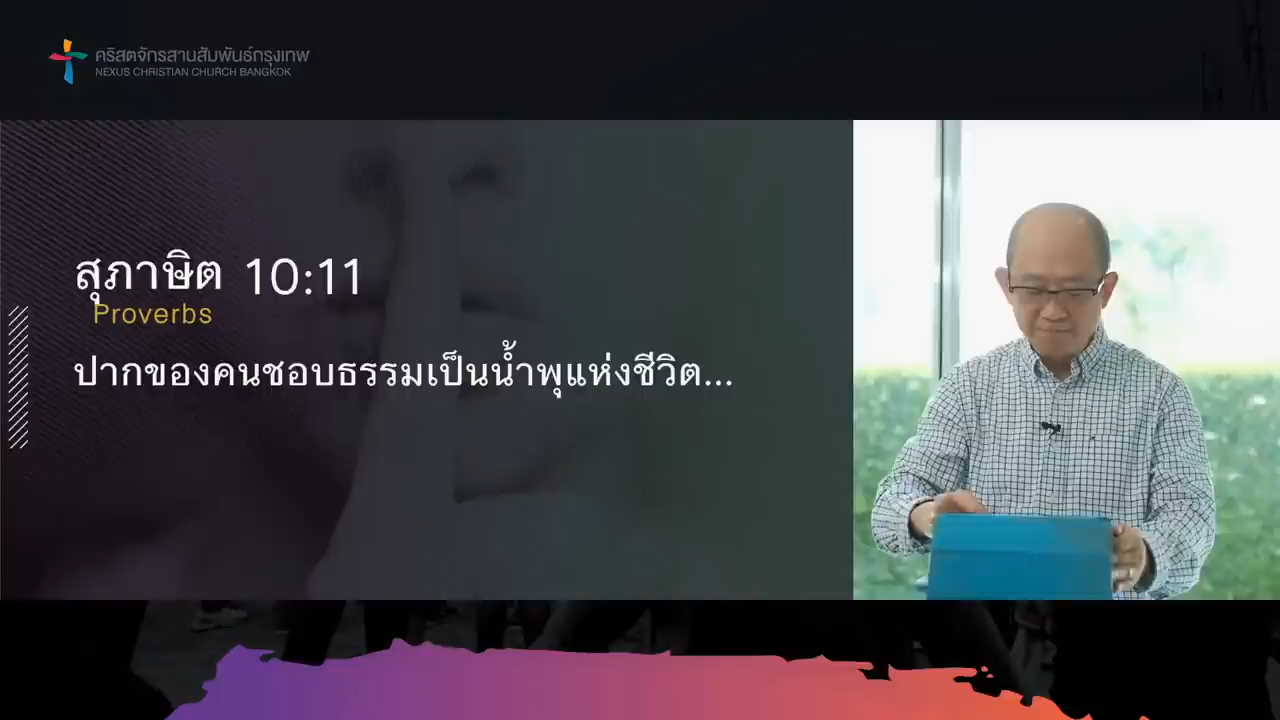 คริสตจักรสานสัมพันธ์กรุงเทพ
NEXUS CHRISTIAN CHURCH BANGKOK
สุภาษิต 10:11
Proverbs
ปากของคนชอบธรรมเป็นน้ำพุแห่งชีวิต...